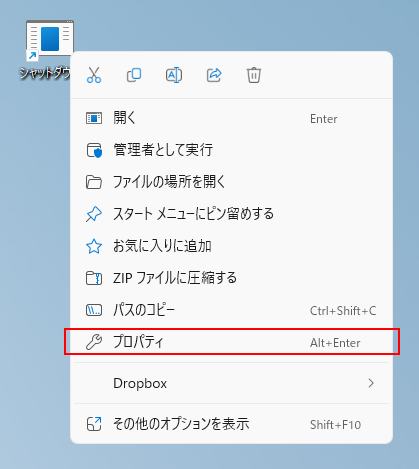 シャットダウ
開く Enter
管理者として実行
ファイルの場所を開く
スタート メニューにピン留めする
お気に入りに追加
ZIP ファイルに圧縮する
パスのコピー Ctrl+Shift+C
プロパティ Alt+Enter
Dropbox
その他のオプションを表示 Shift+F10